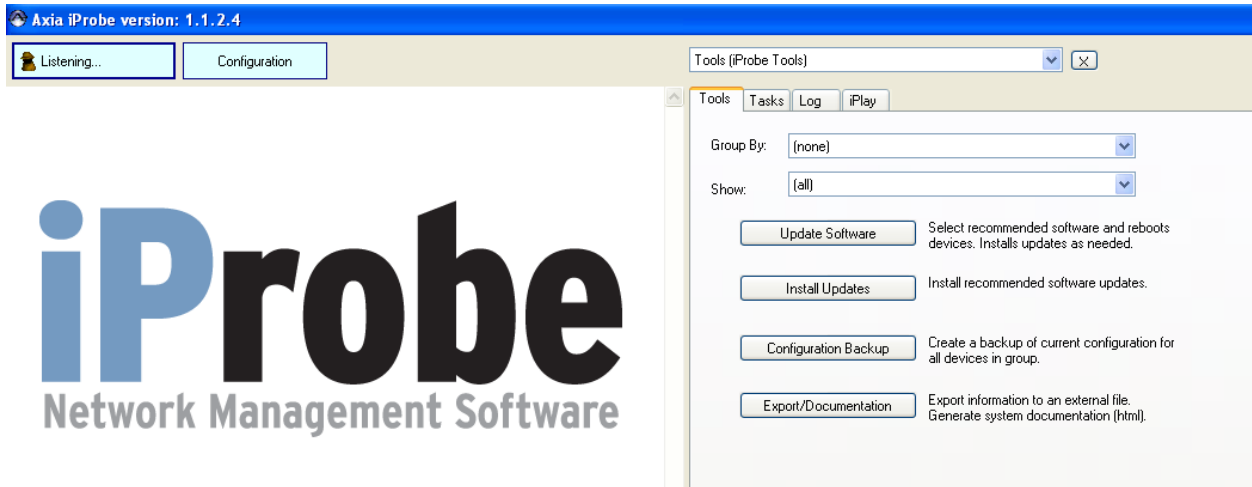 Axia iProbe version: 1.1.2.4
Listening...
Configuration
Tools (iProbe Tools)
X
Tools
Tasks
Log
iPlay
Group By:
(none)
Show:
(all)
iProbe
Network Management Software
Update Software
Select recommended software and reboots
devices. Installs updates as needed.
Install Updates
Install recommended software updates.
Configuration Backup
Create a backup of current configuration for
all devices in group.
Export/Documentation
Export information to an external file.
Generate system documentation (html).